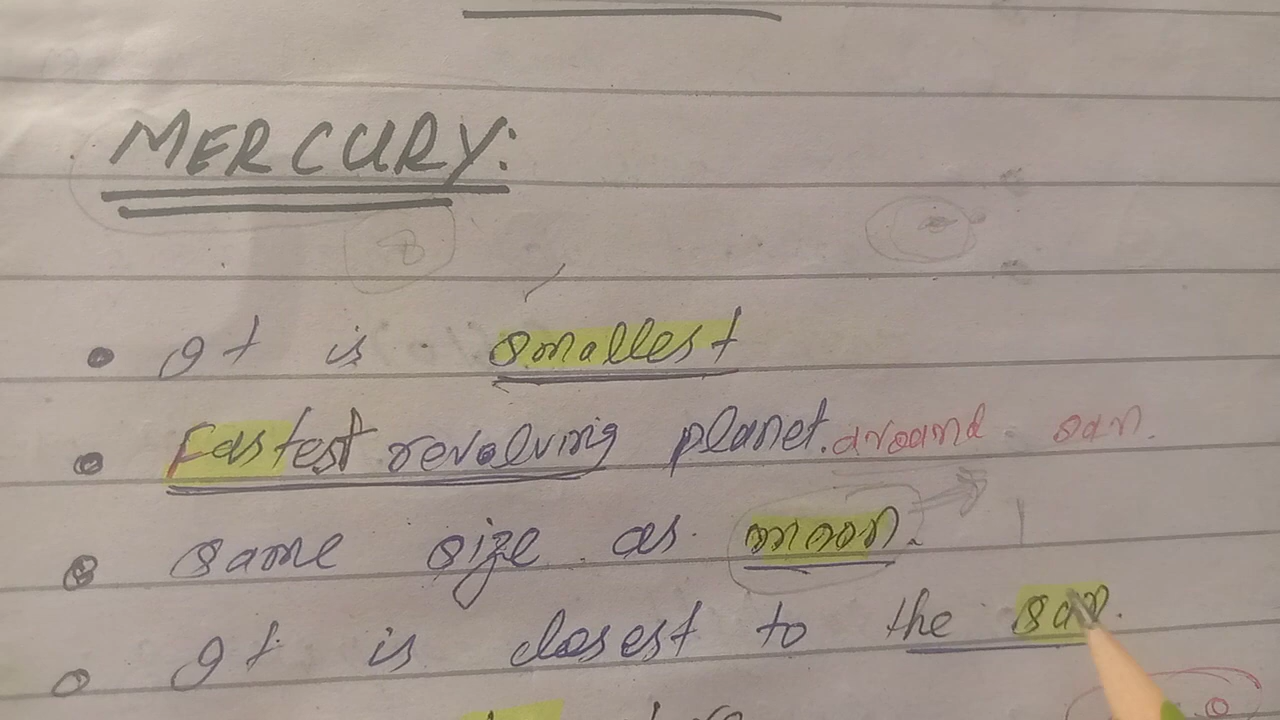 MERCURY:
8
• It is smallest
• Fastest revolving planet. around sun.
• same size as moon.
• It is closest to the sun.